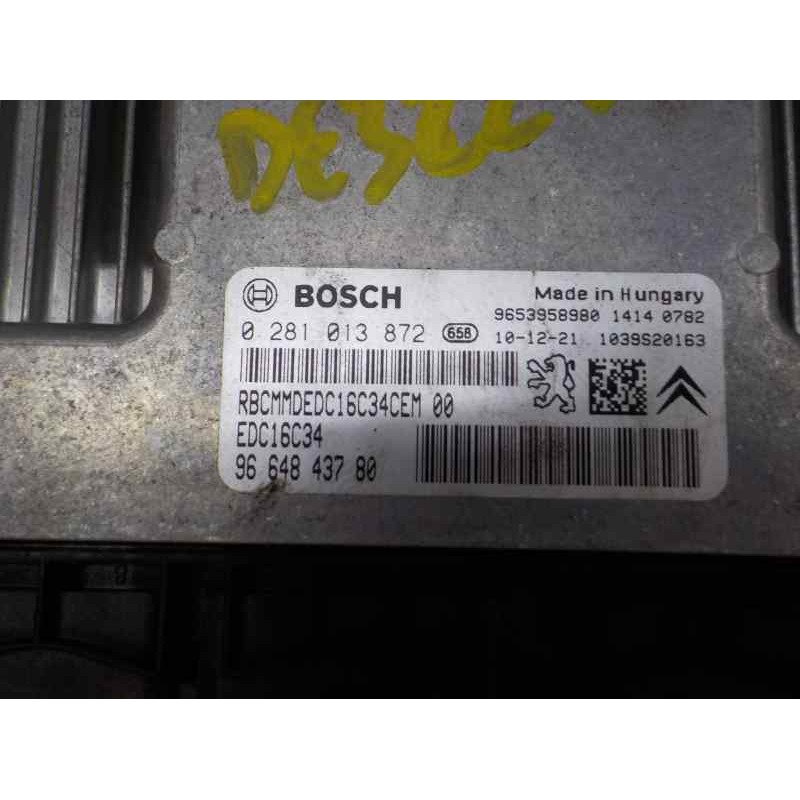 BOSCH
Made in Hungary
9653958980 1414 0782
0 281 013 872 658
10-12-21 1039S20163
RBCMMDEDC16C34CEM 00
EDC16C34
96 648 437 80